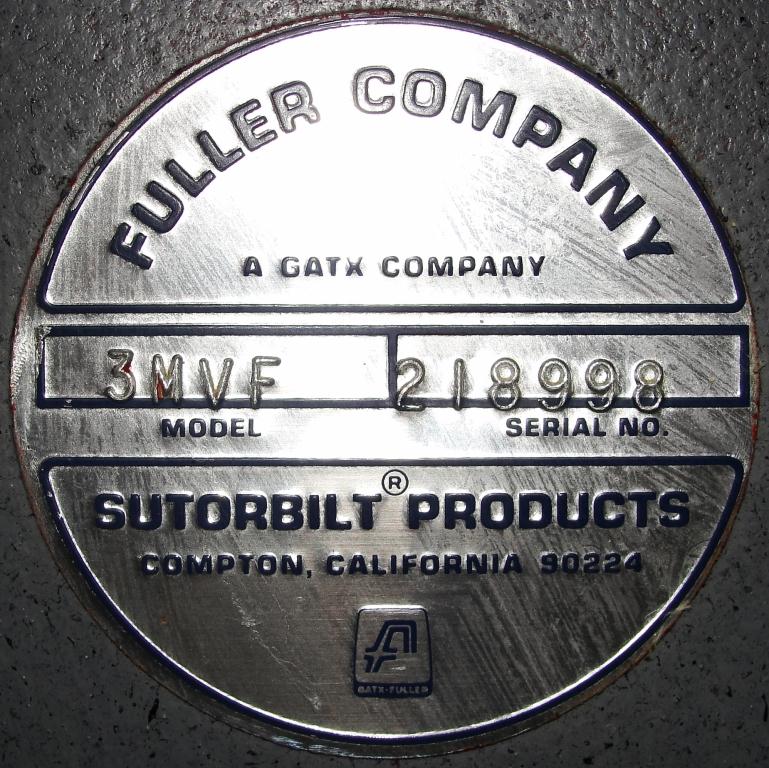 FULLER COMPANY
A GATX COMPANY
3MVF 218998
MODEL SERIAL NO.
SUTORBILT® PRODUCTS
COMPTON, CALIFORNIA 90224
GATX-FULLER